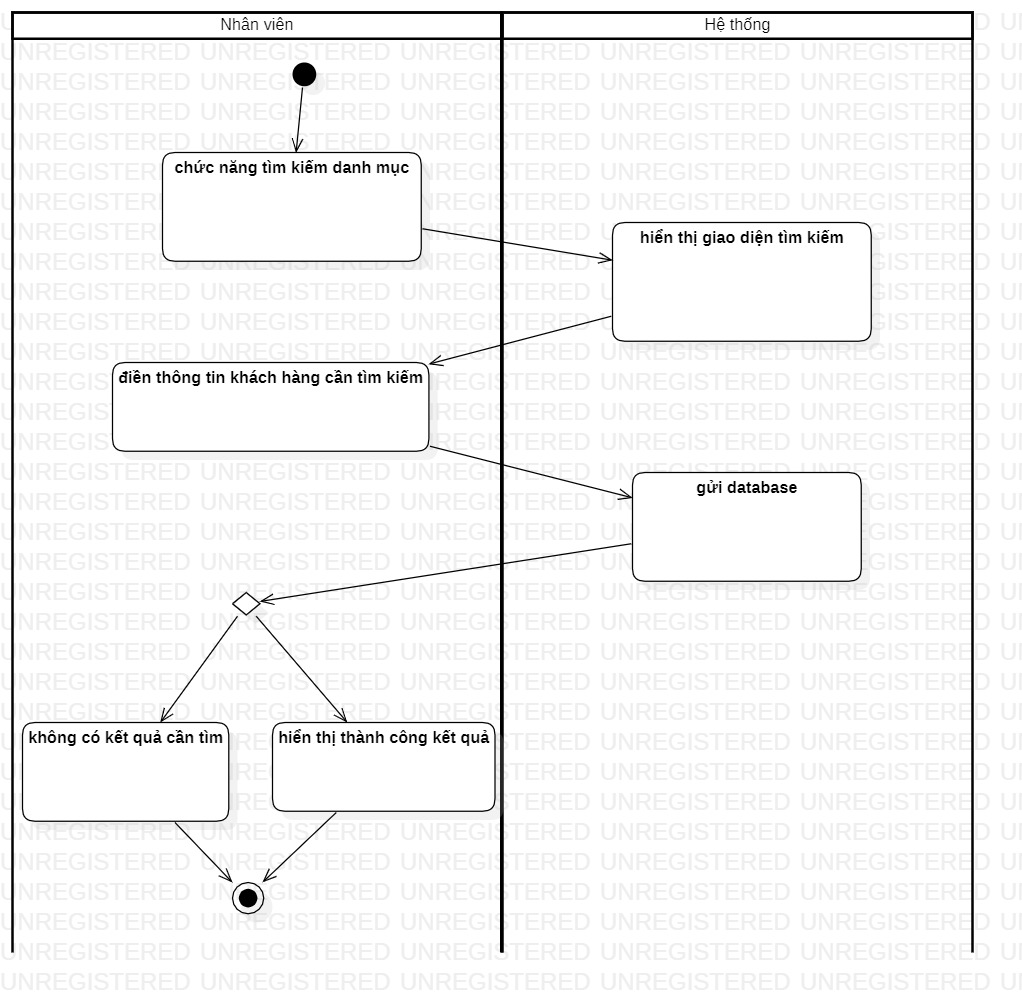 Nhân viên
Hệ thống
chức năng tìm kiếm danh mục
hiển thị giao diện tìm kiếm
điền thông tin khách hàng cần tìm kiếm
gửi database
không có kết quả cần tìm
hiển thị thành công kết quả
UNREGISTERED